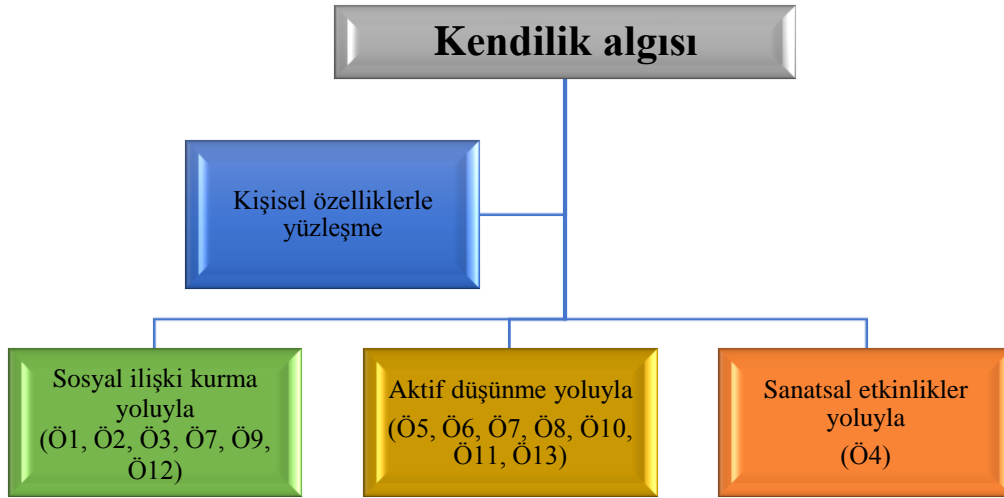 Kendilik algısı
Kişisel özelliklerle
yüzleşme
Sosyal ilişki kurma
yoluyla
(Ö1, Ö2, Ö3, Ö7, Ö9,
Ö12)
Aktif düşünme yoluyla
(Ö5, Ö6, Ö7, Ö8, Ö10,
Ö11, Ö13)
Sanatsal etkinlikler
yoluyla
(Ö4)